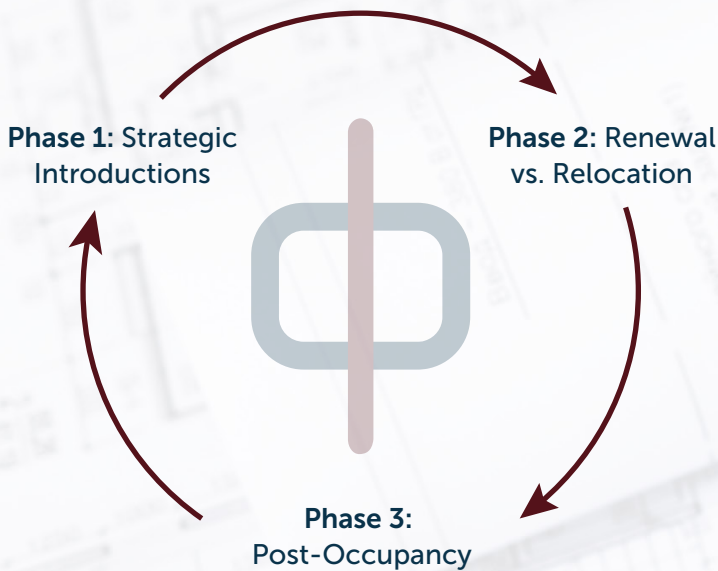 Phase 1: Strategic
Introductions
Phase 2: Renewal
vs. Relocation
Phase 3:
Post-Occupancy